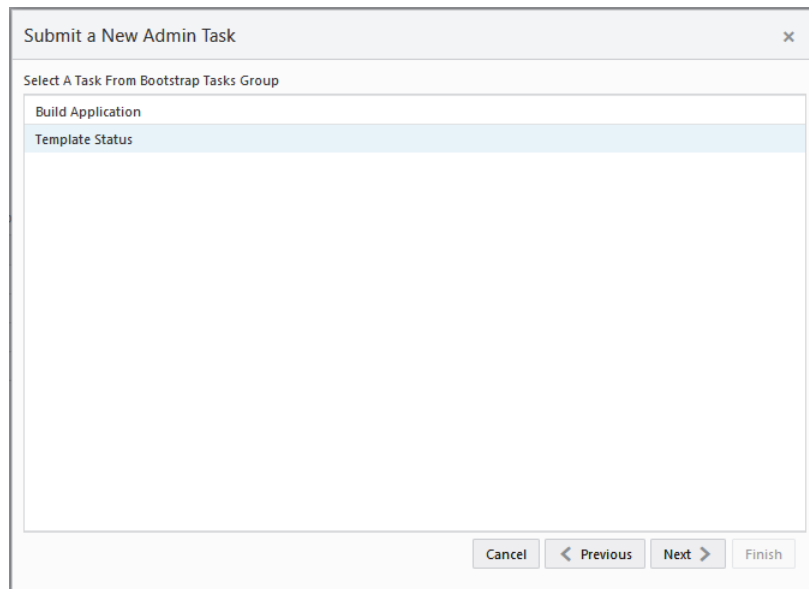 Submit a New Admin Task
Select A Task From Bootstrap Tasks Group
Build Application
Template Status
Cancel Previous Next Finish